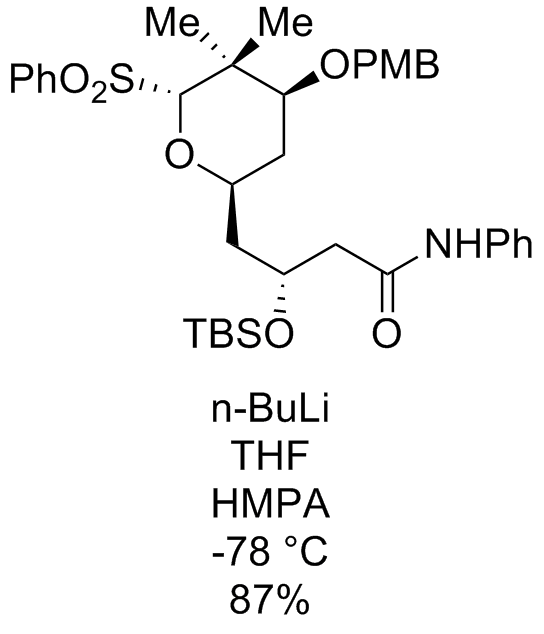 Me Me
PhO2S OPMB
O
NHPh
TBSO O
n-BuLi
THF
HMPA
-78 °C
87%